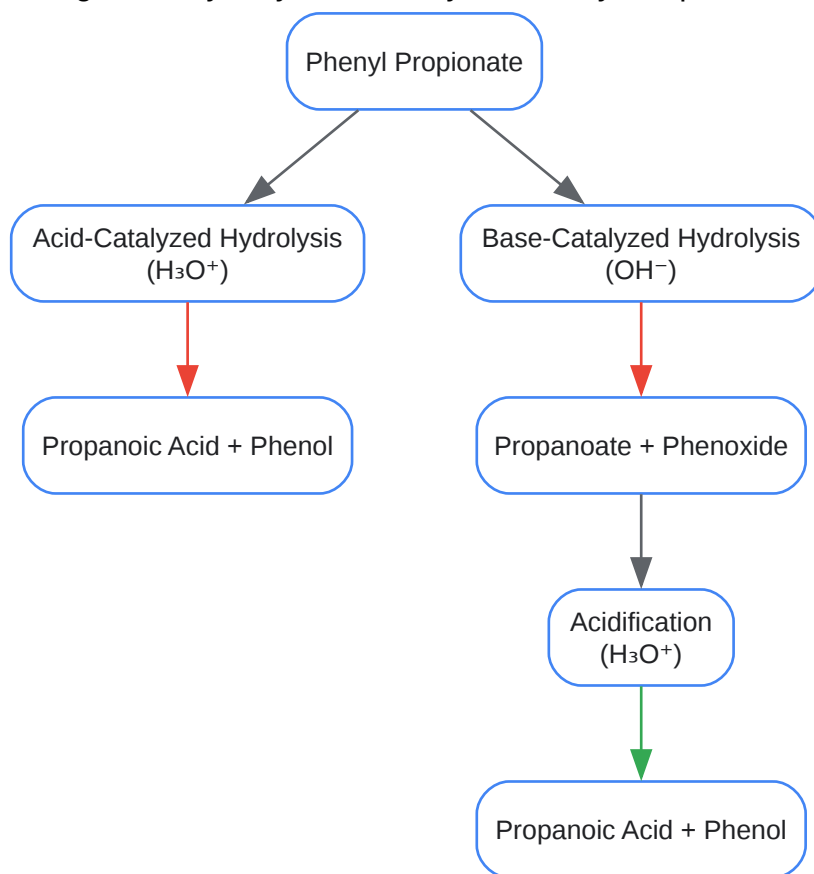 Phenyl Propionate
Acid-Catalyzed Hydrolysis
(H₃O⁺)
Base-Catalyzed Hydrolysis
(OH⁻)
Propanoic Acid + Phenol
Propanoate + Phenoxide
Acidification
(H₃O⁺)
Propanoic Acid + Phenol